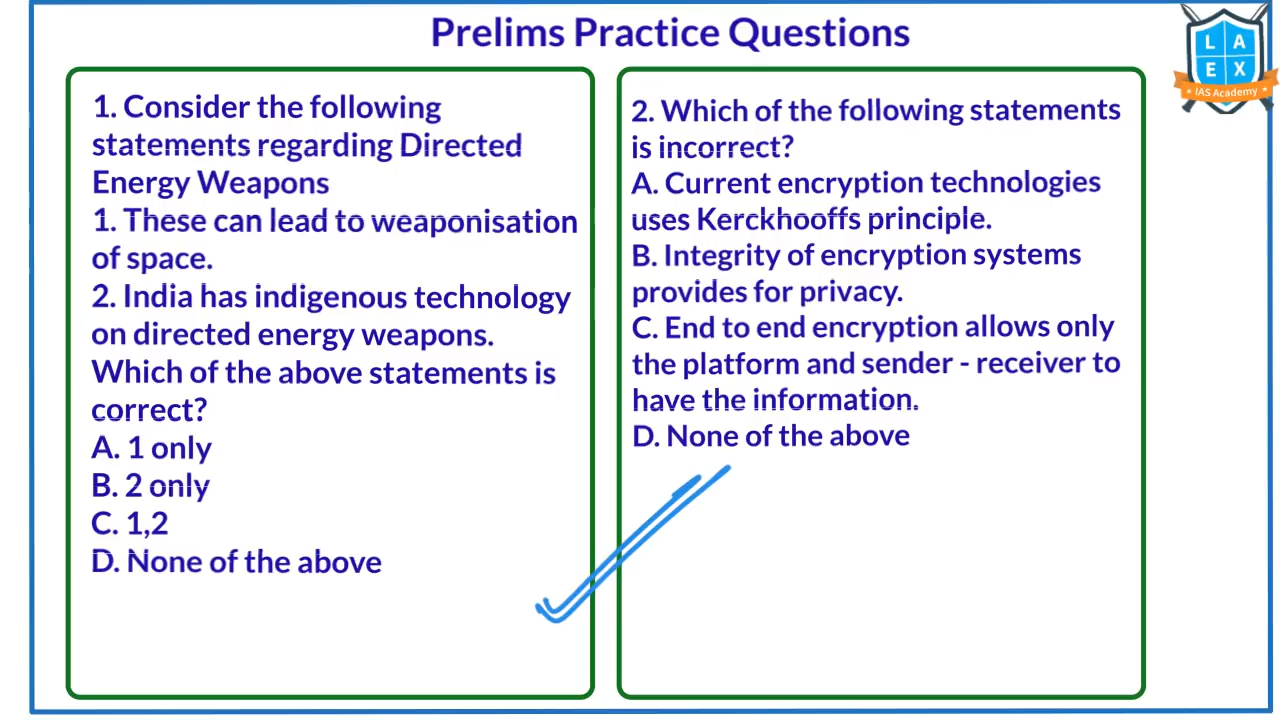 Prelims Practice Questions
L A
E X
IAS Academy
1. Consider the following
statements regarding Directed
Energy Weapons
1. These can lead to weaponisation
of space.
2. India has indigenous technology
on directed energy weapons.
Which of the above statements is
correct?
A. 1 only
B. 2 only
C. 1,2
D. None of the above
2. Which of the following statements
is incorrect?
A. Current encryption technologies
uses Kerckhooffs principle.
B. Integrity of encryption systems
provides for privacy.
C. End to end encryption allows only
the platform and sender - receiver to
have the information.
D. None of the above